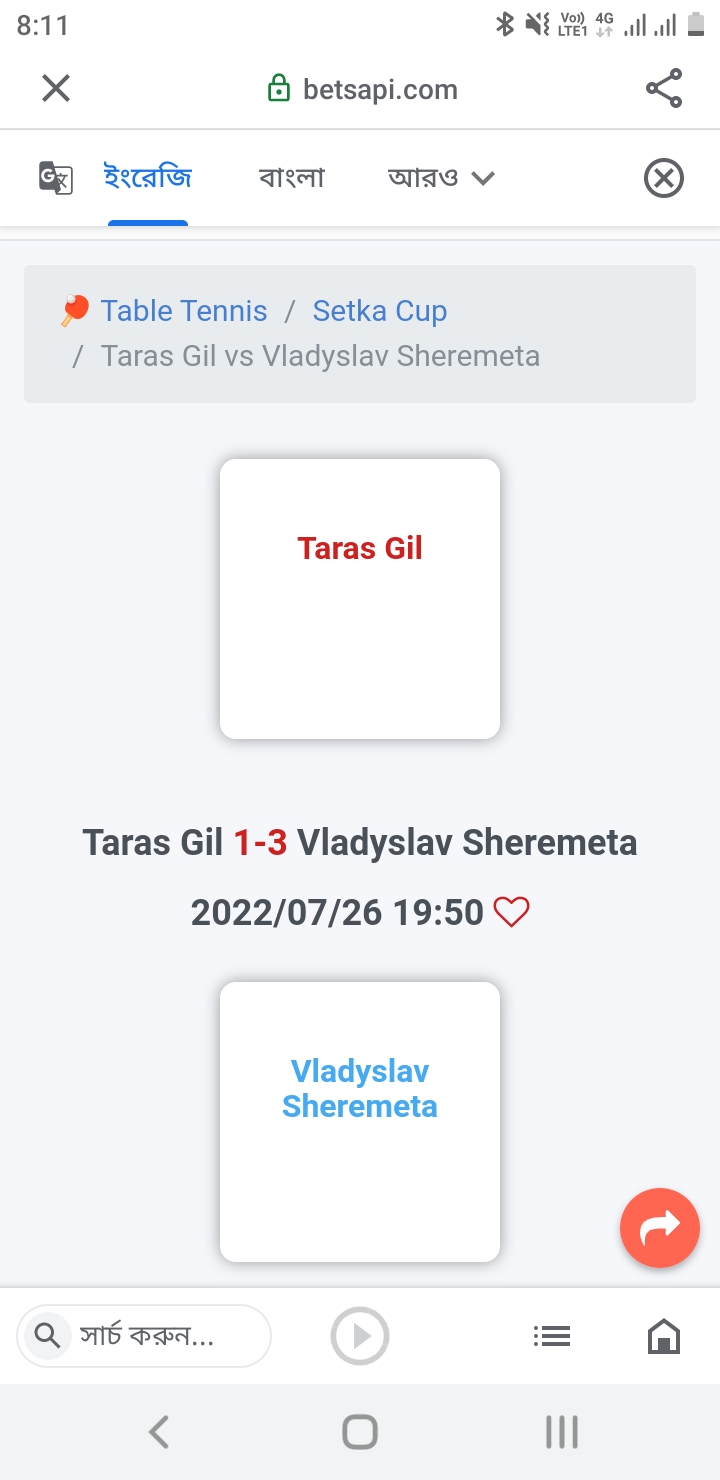 8:11 Vo)) LTE1 4G
betsapi.com
ইংরেজি বাংলা আরও
Table Tennis / Setka Cup
/ Taras Gil vs Vladyslav Sheremeta
Taras Gil
Taras Gil 1-3 Vladyslav Sheremeta
2022/07/26 19:50
Vladyslav
Sheremeta
সার্চ করুন...